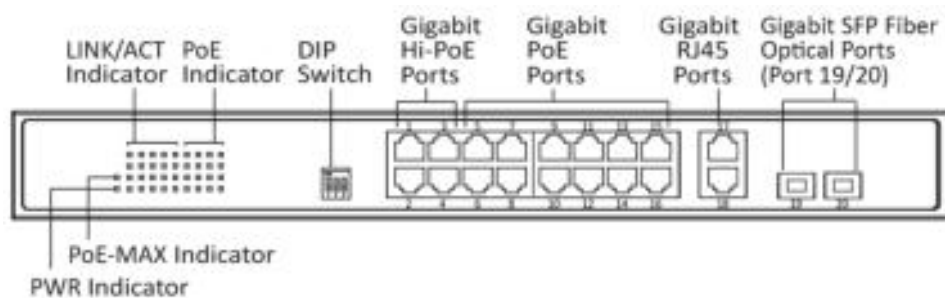 LINK/ACT
Indicator
PoE
Indicator
DIP
Switch
Gigabit
Hi-PoE
Ports
Gigabit
PoE
Ports
Gigabit
RJ45
Ports
Gigabit SFP Fiber
Optical Ports
(Port 19/20)
2 4 6 8 10 12 14 16 18 19 20
PoE-MAX Indicator
PWR Indicator